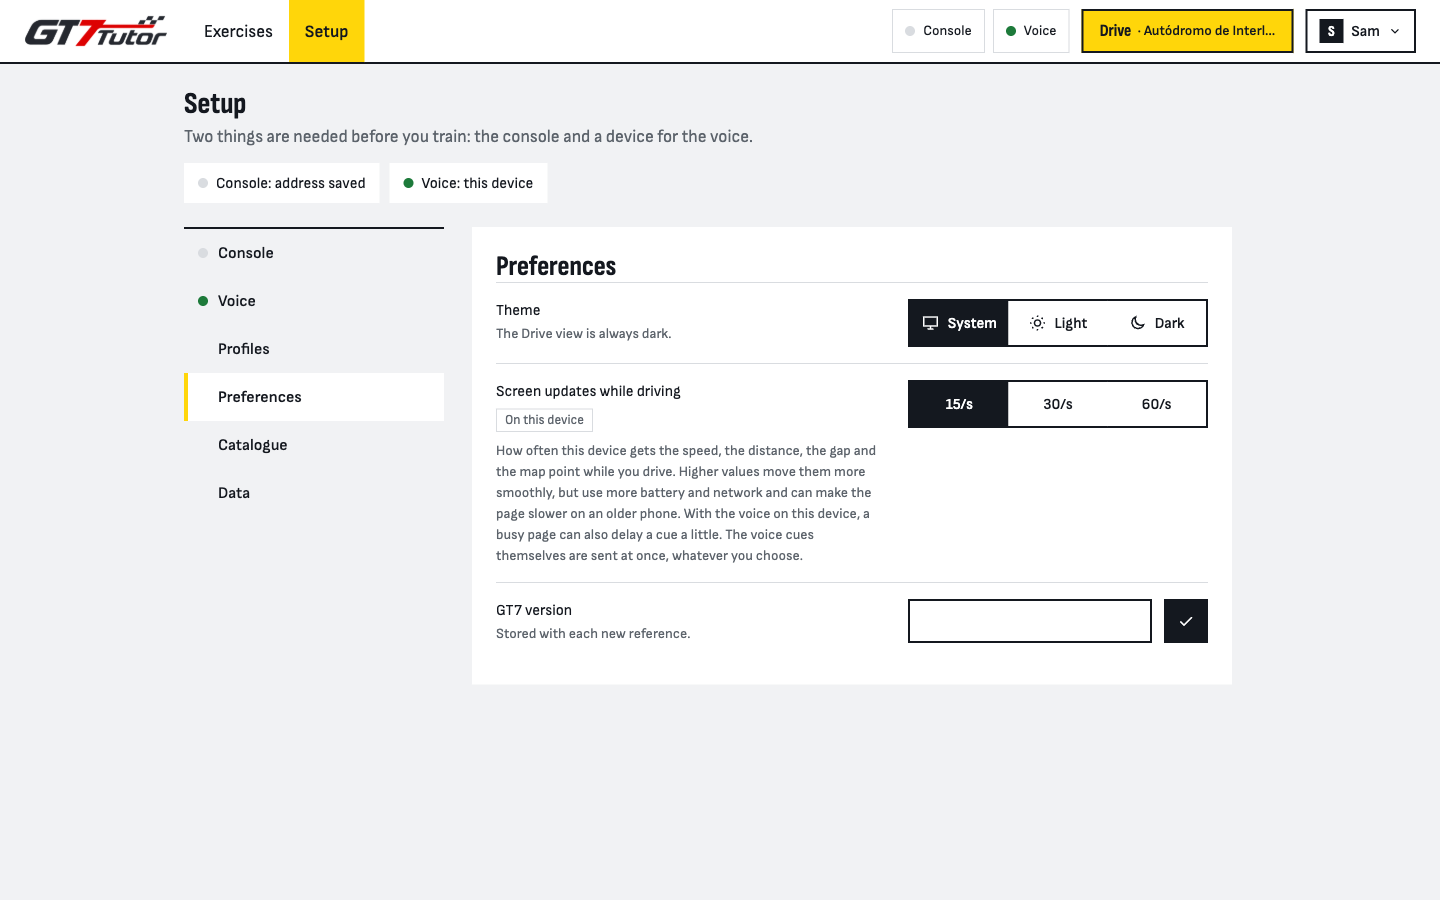 GT7 Tutor
Exercises
Setup
Console
Voice
Drive · Autódromo de Interl...
S
Sam
Setup
Two things are needed before you train: the console and a device for the voice.
Console: address saved
Voice: this device
Console
Voice
Profiles
Preferences
Catalogue
Data
Preferences
Theme
The Drive view is always dark.
System
Light
Dark
Screen updates while driving
On this device
How often this device gets the speed, the distance, the gap and
the map point while you drive. Higher values move them more
smoothly, but use more battery and network and can make the
page slower on an older phone. With the voice on this device, a
busy page can also delay a cue a little. The voice cues
themselves are sent at once, whatever you choose.
15/s
30/s
60/s
GT7 version
Stored with each new reference.